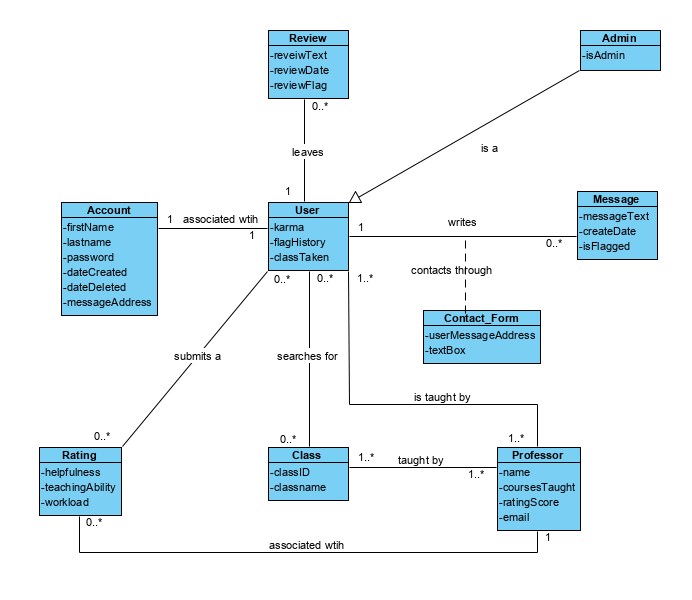 Review
-reveiwText
-reviewDate
-reviewFlag
0..*
leaves
1
Admin
-isAdmin
is a
Account
-firstName
-lastname
-password
-dateCreated
-dateDeleted
-messageAddress
1
associated wtih
1
User
-karma
-flagHistory
-classTaken
1
writes
0..*
Message
-messageText
-createDate
-isFlagged
contacts through
Contact_Form
-userMessageAddress
-textBox
0..*
0..*
1..*
submits a
searches for
is taught by
0..*
0..*
1..*
Rating
-helpfulness
-teachingAbility
-workload
0..*
Class
-classID
-classname
1..*
taught by
1..*
Professor
-name
-coursesTaught
-ratingScore
-email
1
associated wtih